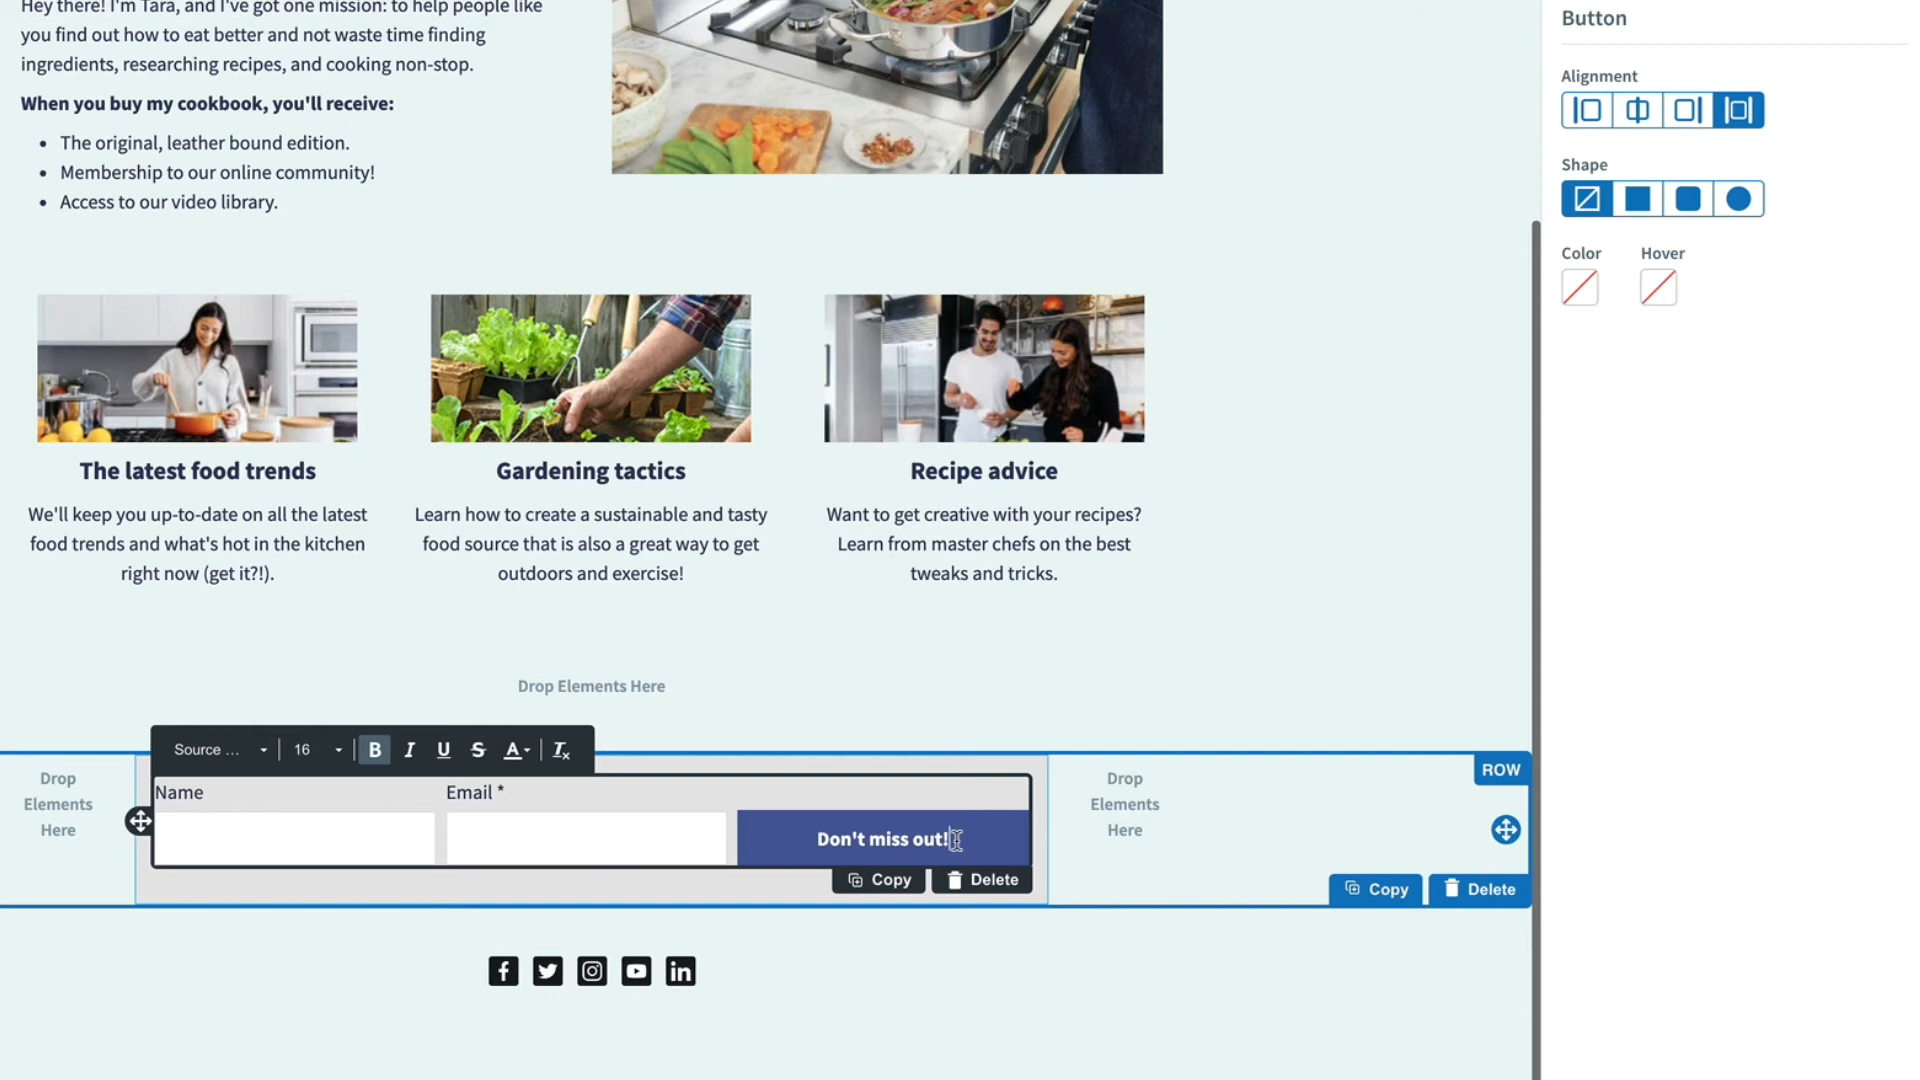 Hey there! I'm Tara, and I've got one mission: to help people like
you find out how to eat better and not waste time finding
ingredients, researching recipes, and cooking non-stop.
When you buy my cookbook, you'll receive:
The original, leather bound edition.
Membership to our online community!
Access to our video library.
The latest food trends
We'll keep you up-to-date on all the latest
food trends and what's hot in the kitchen
right now (get it?!).
Gardening tactics
Learn how to create a sustainable and tasty
food source that is also a great way to get
outdoors and exercise!
Recipe advice
Want to get creative with your recipes?
Learn from master chefs on the best
tweaks and tricks.
Drop Elements Here
Source ...
16
B I U S A Tx
Drop
Elements
Here
Name
Email *
Don't miss out!
Copy
Delete
Drop
Elements
Here
ROW
Copy
Delete
Button
Alignment
Shape
Color
Hover